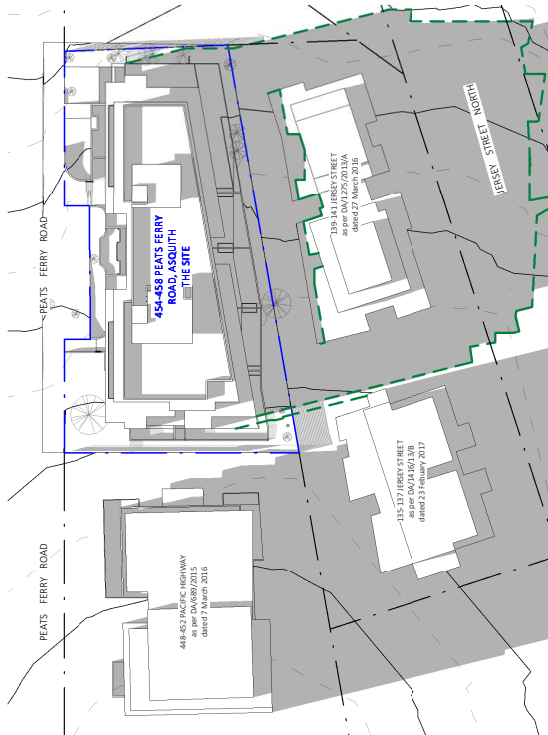 PEATS FERRY ROAD
454-458 PEATS FERRY
ROAD, ASQUITH
THE SITE
139-141 JERSEY STREET
as per DA/1275/2013/A
dated 27 March 2016
JERSEY STREET NORTH
PEATS FERRY ROAD
448-452 PACIFIC HIGHWAY
as per DA/689/2015
dated 7 March 2016
135-137 JERSEY STREET
as per DA/1416/13/B
dated 23 Febuary 2017